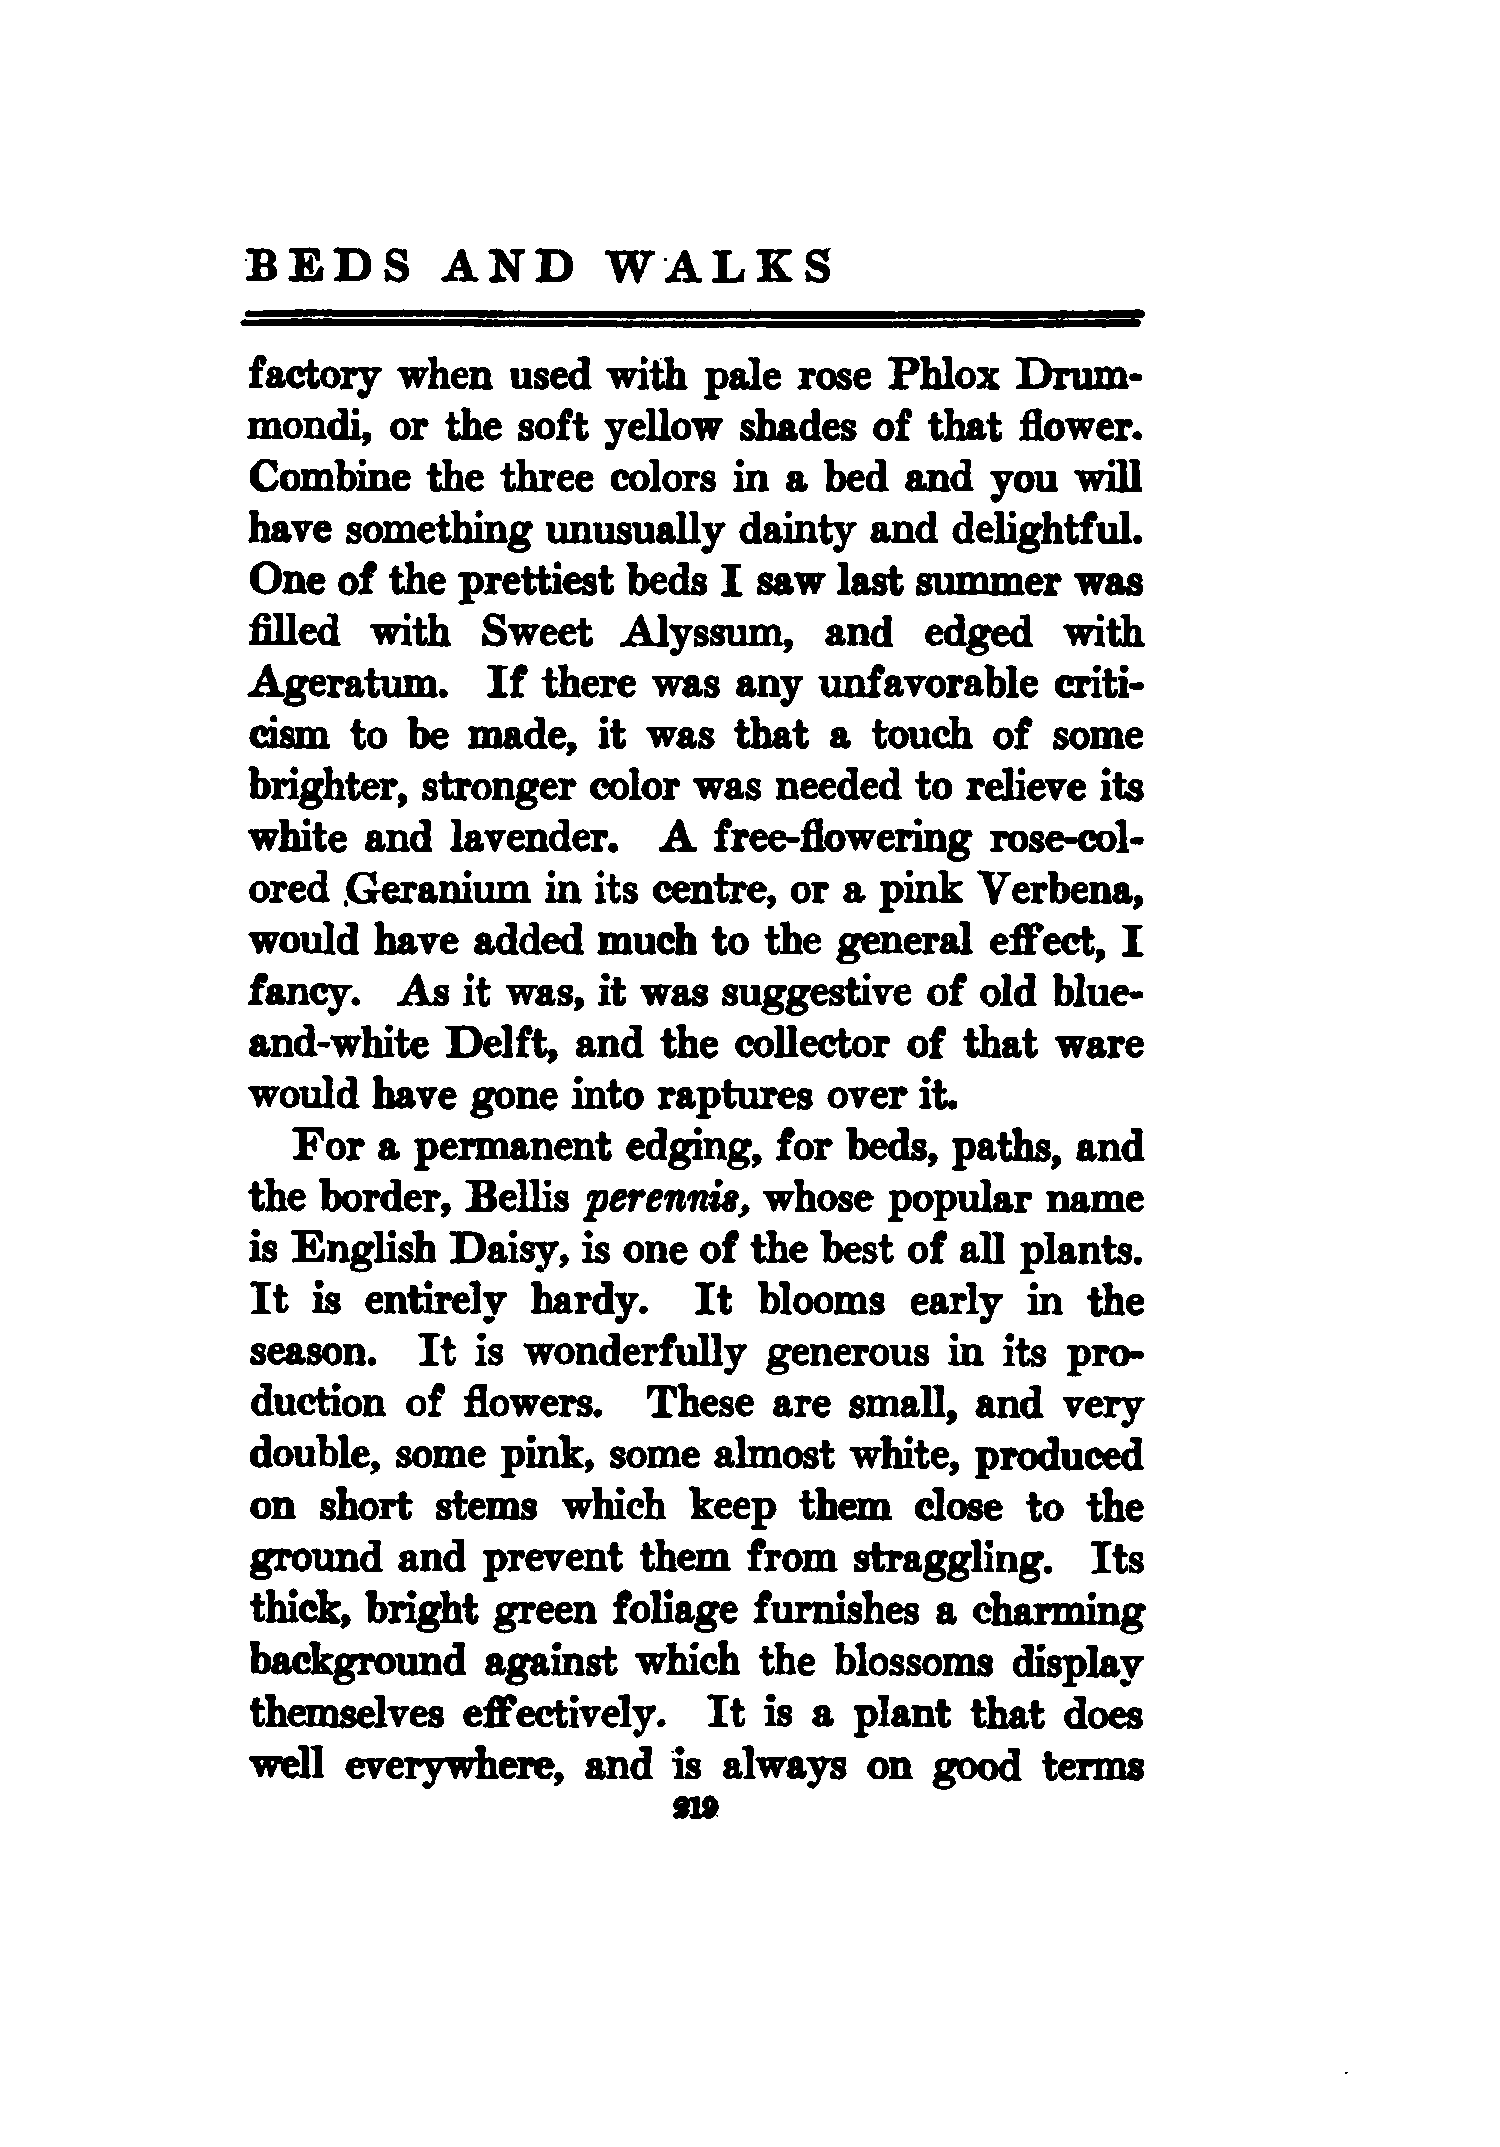 BEDS AND WALKS
factory when used with pale rose Phlox Drum-
mondi, or the soft yellow shades of that flower.
Combine the three colors in a bed and you will
have something unusually dainty and delightful.
One of the prettiest beds I saw last summer was
filled with Sweet Alyssum, and edged with
Ageratum. If there was any unfavorable criti-
cism to be made, it was that a touch of some
brighter, stronger color was needed to relieve its
white and lavender. A free-flowering rose-col-
ored Geranium in its centre, or a pink Verbena,
would have added much to the general effect, I
fancy. As it was, it was suggestive of old blue-
and-white Delft, and the collector of that ware
would have gone into raptures over it.
For a permanent edging, for beds, paths, and
the border, Bellis perennis, whose popular name
is English Daisy, is one of the best of all plants.
It is entirely hardy. It blooms early in the
season. It is wonderfully generous in its pro-
duction of flowers. These are small, and very
double, some pink, some almost white, produced
on short stems which keep them close to the
ground and prevent them from straggling. Its
thick, bright green foliage furnishes a charming
background against which the blossoms display
themselves effectively. It is a plant that does
well everywhere, and is always on good terms
219